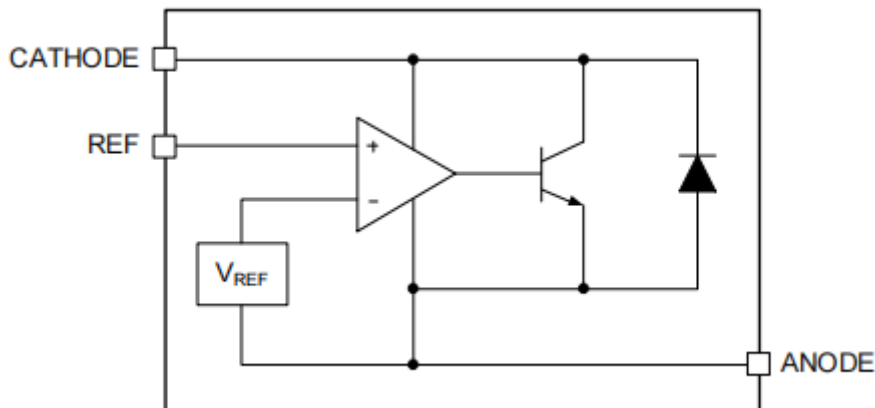 CATHODE
REF
+
-
VREF
ANODE